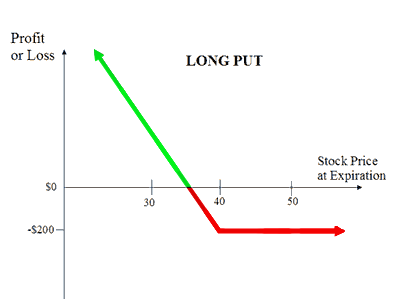 Profit
or Loss
LONG PUT
Stock Price
at Expiration
$0
30
40
50
-$200